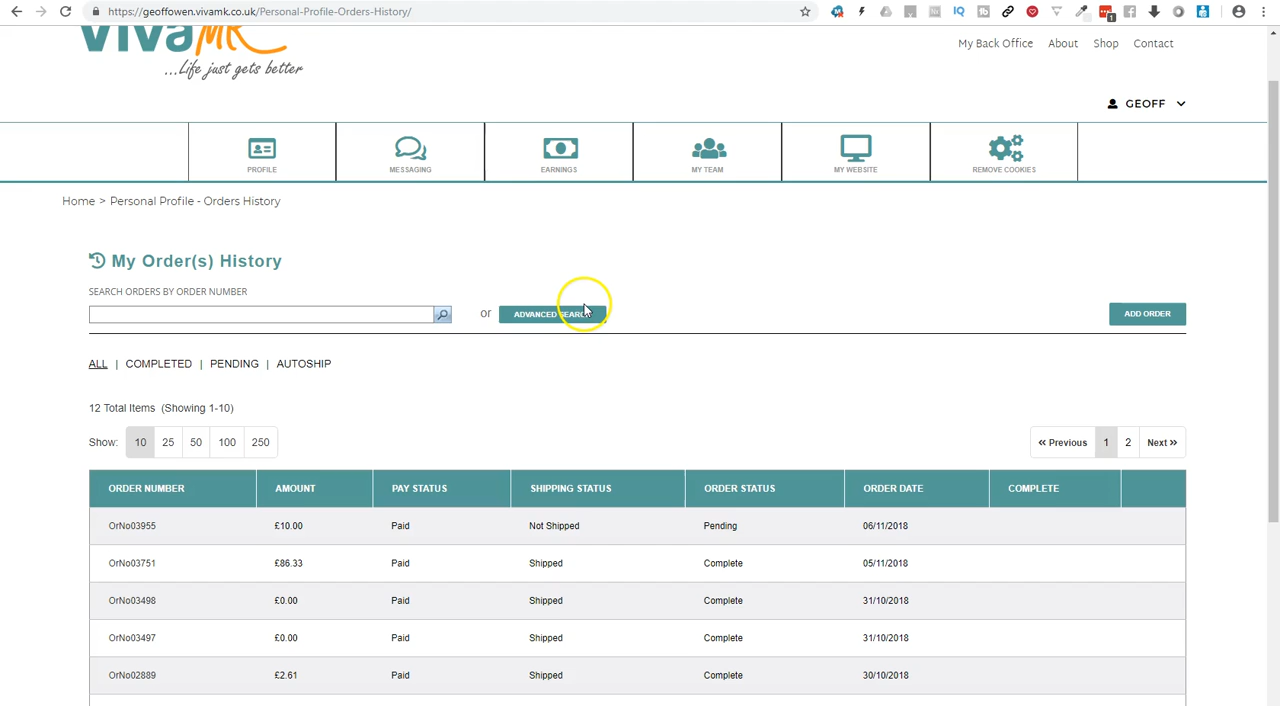 https://geoffowen.vivamk.co.uk/Personal-Profile-Orders-History/
1
vivaMK
...Life just gets better
My Back Office
About
Shop
Contact
GEOFF
PROFILE
MESSAGING
EARNINGS
MY TEAM
MY WEBSITE
REMOVE COOKIES
Home > Personal Profile - Orders History
My Order(s) History
SEARCH ORDERS BY ORDER NUMBER
or
ADVANCED SEARCH
ADD ORDER
ALL | COMPLETED | PENDING | AUTOSHIP
12 Total Items (Showing 1-10)
Show: 10 25 50 100 250
« Previous 1 2 Next »
ORDER NUMBER AMOUNT PAY STATUS SHIPPING STATUS ORDER STATUS ORDER DATE COMPLETE
OrNo03955 £10.00 Paid Not Shipped Pending 06/11/2018
OrNo03751 £86.33 Paid Shipped Complete 05/11/2018
OrNo03498 £0.00 Paid Shipped Complete 31/10/2018
OrNo03497 £0.00 Paid Shipped Complete 31/10/2018
OrNo02889 £2.61 Paid Shipped Complete 30/10/2018